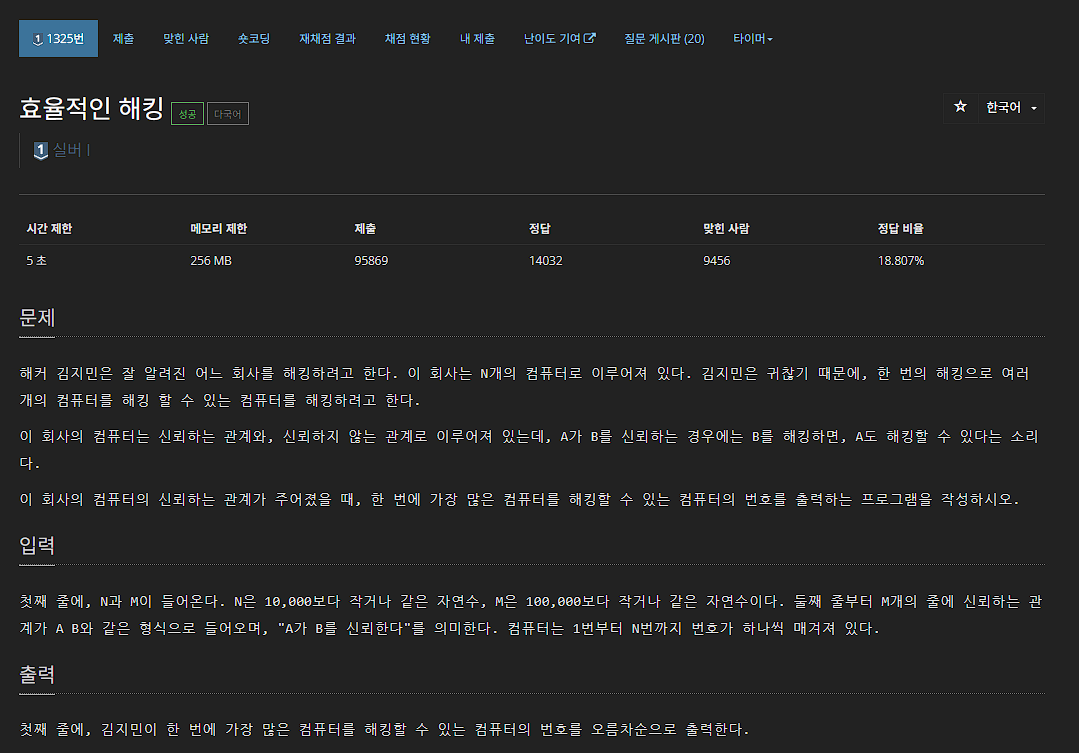 1 1325번 제출 맞힌 사람 숏코딩 재채점 결과 채점 현황 내 제출 난이도 기여 질문 게시판 (20) 타이머
효율적인 해킹 성공 다국어 한국어
1 실버 I
시간 제한 메모리 제한 제출 정답 맞힌 사람 정답 비율
5 초 256 MB 95869 14032 9456 18.807%
문제
해커 김지민은 잘 알려진 어느 회사를 해킹하려고 한다. 이 회사는 N개의 컴퓨터로 이루어져 있다. 김지민은 귀찮기 때문에, 한 번의 해킹으로 여러
개의 컴퓨터를 해킹 할 수 있는 컴퓨터를 해킹하려고 한다.
이 회사의 컴퓨터는 신뢰하는 관계와, 신뢰하지 않는 관계로 이루어져 있는데, A가 B를 신뢰하는 경우에는 B를 해킹하면, A도 해킹할 수 있다는 소리
다.
이 회사의 컴퓨터의 신뢰하는 관계가 주어졌을 때, 한 번에 가장 많은 컴퓨터를 해킹할 수 있는 컴퓨터의 번호를 출력하는 프로그램을 작성하시오.
입력
첫째 줄에, N과 M이 들어온다. N은 10,000보다 작거나 같은 자연수, M은 100,000보다 작거나 같은 자연수이다. 둘째 줄부터 M개의 줄에 신뢰하는 관
계가 A B와 같은 형식으로 들어오며, "A가 B를 신뢰한다"를 의미한다. 컴퓨터는 1번부터 N번까지 번호가 하나씩 매겨져 있다.
출력
첫째 줄에, 김지민이 한 번에 가장 많은 컴퓨터를 해킹할 수 있는 컴퓨터의 번호를 오름차순으로 출력한다.